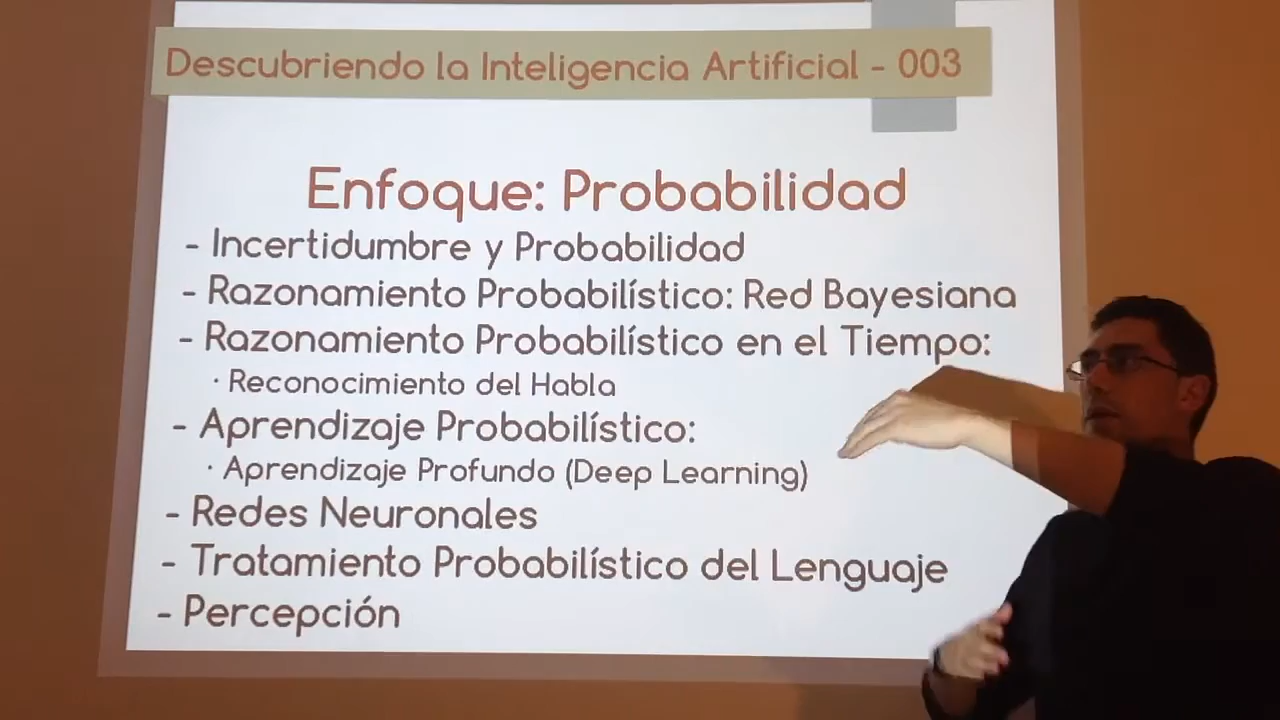 Descubriendo la Inteligencia Artificial - 003
Enfoque: Probabilidad
- Incertidumbre y Probabilidad
- Razonamiento Probabilístico: Red Bayesiana
- Razonamiento Probabilístico en el Tiempo:
· Reconocimiento del Habla
- Aprendizaje Probabilístico:
· Aprendizaje Profundo (Deep Learning)
- Redes Neuronales
- Tratamiento Probabilístico del Lenguaje
- Percepción